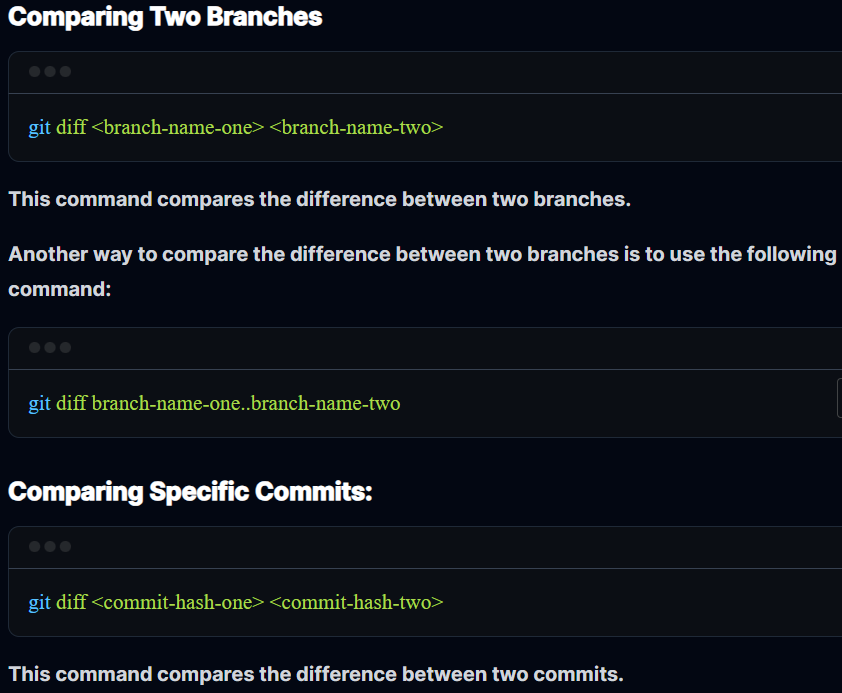 Comparing Two Branches
git diff <branch-name-one> <branch-name-two>
This command compares the difference between two branches.
Another way to compare the difference between two branches is to use the following
command:
git diff branch-name-one..branch-name-two
Comparing Specific Commits:
git diff <commit-hash-one> <commit-hash-two>
This command compares the difference between two commits.